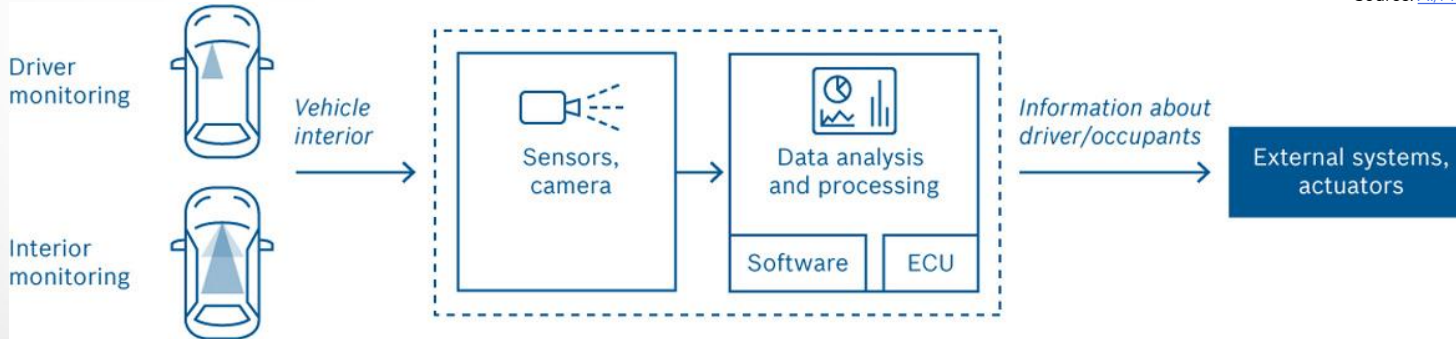 Driver
monitoring
Vehicle
interior
Sensors,
camera
Data analysis
and processing
Software
ECU
Information about
driver/occupants
External systems,
actuators
Interior
monitoring